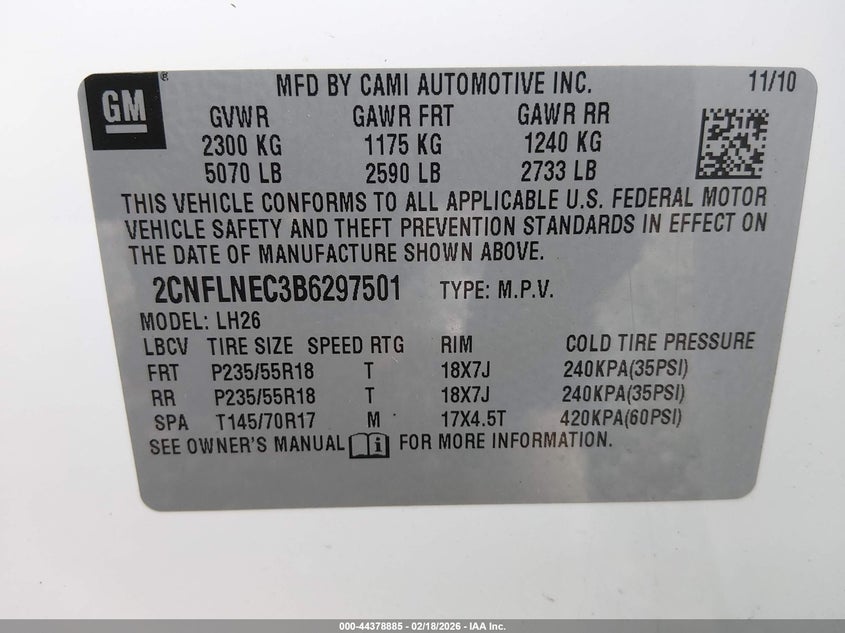 GM ® MFD BY CAMI AUTOMOTIVE INC. 11/10
GVWR GAWR FRT GAWR RR
2300 KG 1175 KG 1240 KG
5070 LB 2590 LB 2733 LB
THIS VEHICLE CONFORMS TO ALL APPLICABLE U.S. FEDERAL MOTOR
VEHICLE SAFETY AND THEFT PREVENTION STANDARDS IN EFFECT ON
THE DATE OF MANUFACTURE SHOWN ABOVE.
2CNFLNEC3B6297501 TYPE: M.P.V.
MODEL: LH26
LBCV TIRE SIZE SPEED RTG RIM COLD TIRE PRESSURE
FRT P235/55R18 T 18X7J 240KPA(35PSI)
RR P235/55R18 T 18X7J 240KPA(35PSI)
SPA T145/70R17 M 17X4.5T 420KPA(60PSI)
SEE OWNER'S MANUAL i FOR MORE INFORMATION.
000-44378885 - 02/18/2026 - IAA Inc.